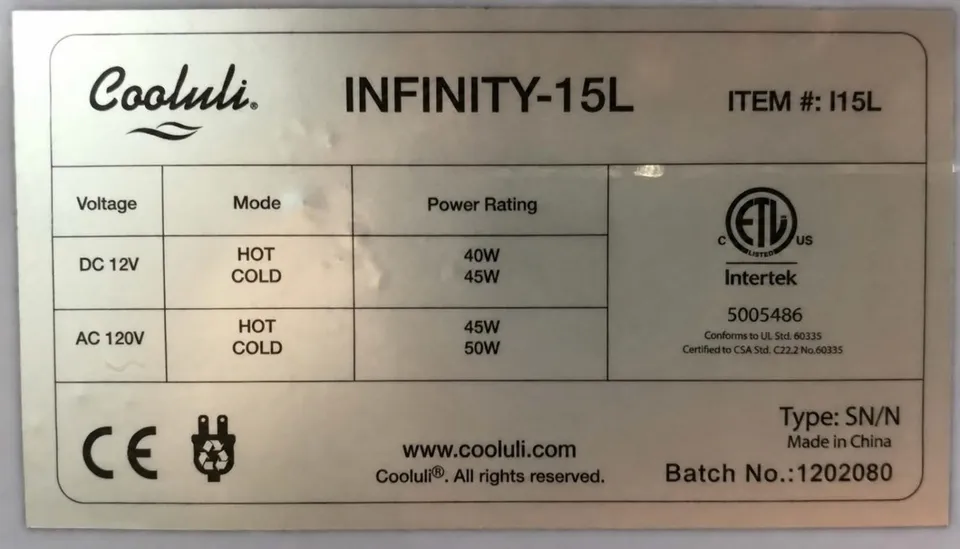 Cooluli® INFINITY-15L ITEM #: I15L
Voltage Mode Power Rating
DC 12V HOT 40W
COLD 45W
AC 120V HOT 45W
COLD 50W
C ETL US
LISTED
Intertek
5005486
Conforms to UL Std. 60335
Certified to CSA Std. C22.2 No.60335
CE
www.cooluli.com
Cooluli®. All rights reserved.
Type: SN/N
Made in China
Batch No.:1202080